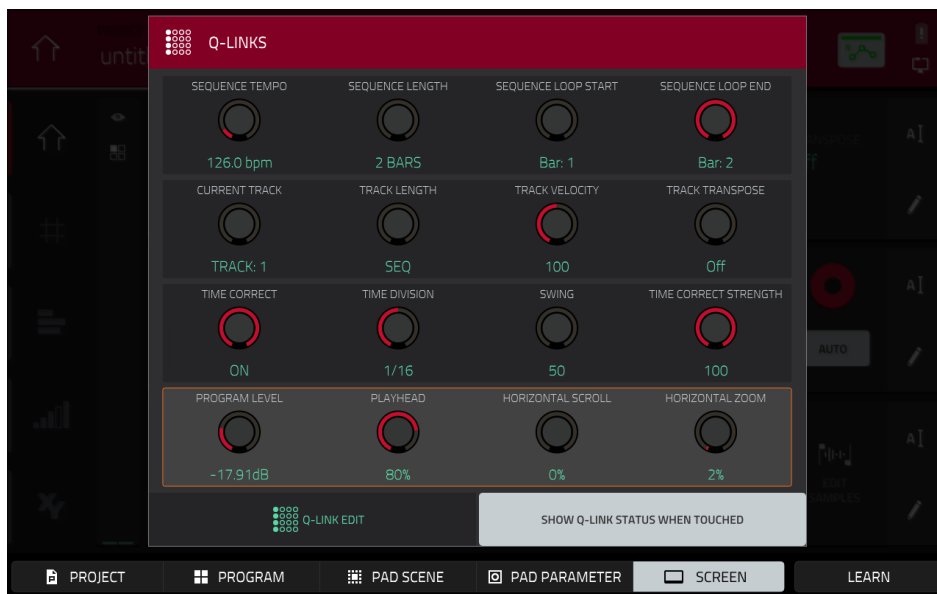 untitl
Q-LINKS
SEQUENCE TEMPO SEQUENCE LENGTH SEQUENCE LOOP START SEQUENCE LOOP END
126.0 bpm 2 BARS Bar: 1 Bar: 2
CURRENT TRACK TRACK LENGTH TRACK VELOCITY TRACK TRANSPOSE
TRACK: 1 SEQ 100 Off
TIME CORRECT TIME DIVISION SWING TIME CORRECT STRENGTH
ON 1/16 50 100
AUTO
PROGRAM LEVEL PLAYHEAD HORIZONTAL SCROLL HORIZONTAL ZOOM
-17.91dB 80% 0% 2%
EDIT
SAMPLES
Q-LINK EDIT SHOW Q-LINK STATUS WHEN TOUCHED
PROJECT PROGRAM PAD SCENE PAD PARAMETER SCREEN LEARN